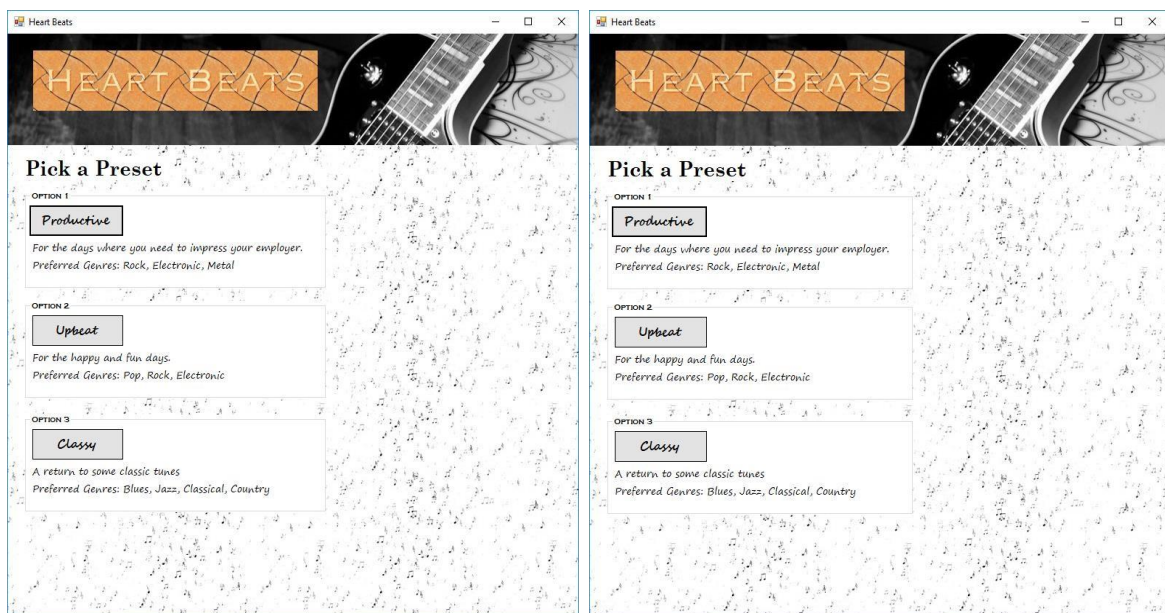 Heart Beats
HEART BEATS
Pick a Preset
OPTION 1
Productive
For the days where you need to impress your employer.
Preferred Genres: Rock, Electronic, Metal
OPTION 2
Upbeat
For the happy and fun days.
Preferred Genres: Pop, Rock, Electronic
OPTION 3
Classy
A return to some classic tunes
Preferred Genres: Blues, Jazz, Classical, Country
Heart Beats
HEART BEATS
Pick a Preset
OPTION 1
Productive
For the days where you need to impress your employer.
Preferred Genres: Rock, Electronic, Metal
OPTION 2
Upbeat
For the happy and fun days.
Preferred Genres: Pop, Rock, Electronic
OPTION 3
Classy
A return to some classic tunes
Preferred Genres: Blues, Jazz, Classical, Country